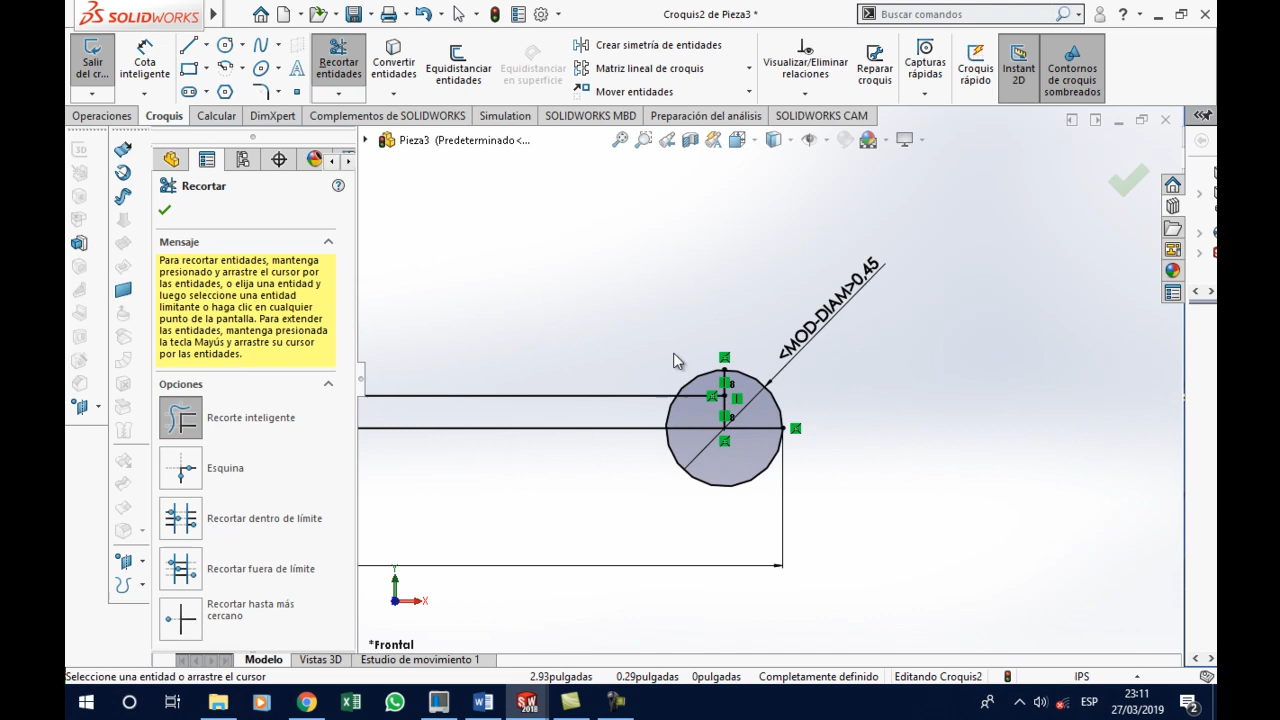 SOLIDWORKS
Croquis2 de Pieza3 *
Buscar comandos
Salir del cr...
Cota inteligente
Recortar entidades
Convertir entidades
Equidistanciar entidades
Equidistanciar en superficie
Crear simetría de entidades
Matriz lineal de croquis
Mover entidades
Visualizar/Eliminar relaciones
Reparar croquis
Capturas rápidas
Croquis rápido
Instant 2D
Contornos de croquis sombreados
Operaciones
Croquis
Calcular
DimXpert
Complementos de SOLIDWORKS
Simulation
SOLIDWORKS MBD
Preparación del análisis
SOLIDWORKS CAM
Pieza3 (Predeterminado<...
Recortar
Mensaje
Para recortar entidades, mantenga
presionado y arrastre el cursor por
las entidades, o elija una entidad y
luego seleccione una entidad
limitante o haga clic en cualquier
punto de la pantalla. Para extender
las entidades, mantenga presionada
la tecla Mayús y arrastre su cursor
por las entidades.
Opciones
Recorte inteligente
Esquina
Recortar dentro de límite
Recortar fuera de límite
Recortar hasta más
cercano
<MOD-DIAM>0,45
8
8
Y
X
*Frontal
Modelo
Vistas 3D
Estudio de movimiento 1
Seleccione una entidad o arrastre el cursor
2.93pulgadas
0.29pulgadas
0pulgadas
Completamente definido
Editando Croquis2
IPS
ESP
23:11
27/03/2019
2
SW
2018